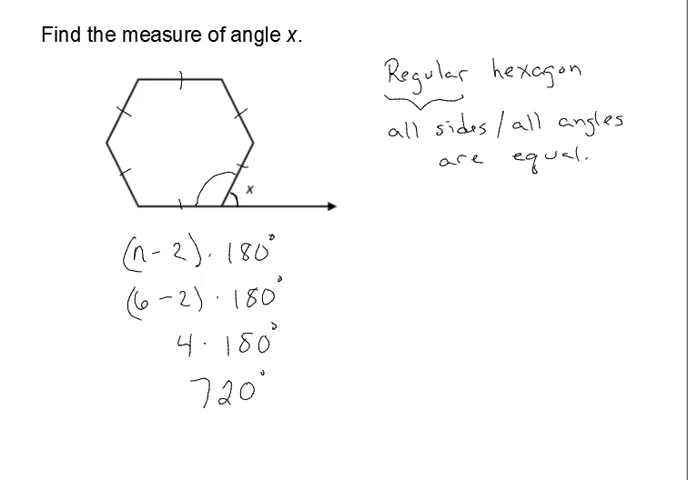 Find the measure of angle x.
Regular hexagon
all sides/all angles
are equal.
x
(n-2)·180°
(6-2)·180°
4·180°
720°